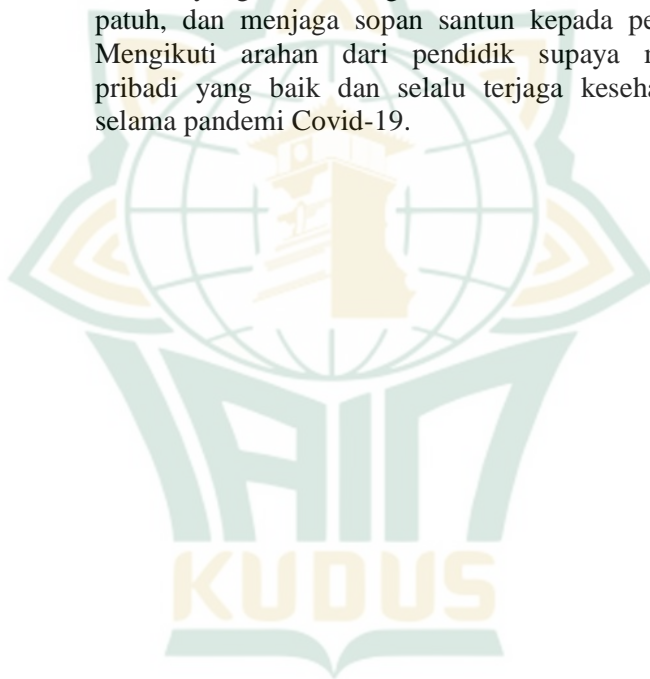 patuh, dan menjaga sopan santun kepada
Mengikuti arahan dari pendidik supaya
pribadi yang baik dan selalu terjaga
selama pandemi Covid-19.
IAIN
KUDUS